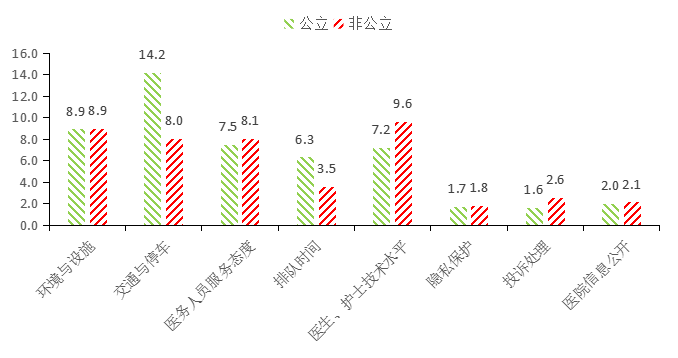 公立 非公立
16.0
14.0
12.0
10.0
8.0
6.0
4.0
2.0
0.0
8.9 8.9
14.2 8.0
7.5 8.1
6.3 3.5
7.2 9.6
1.7 1.8
1.6 2.6
2.0 2.1
环境与设施
交通与停车
医务人员服务态度
排队时间
医生、护士技术水平
隐私保护
投诉处理
医院信息公开